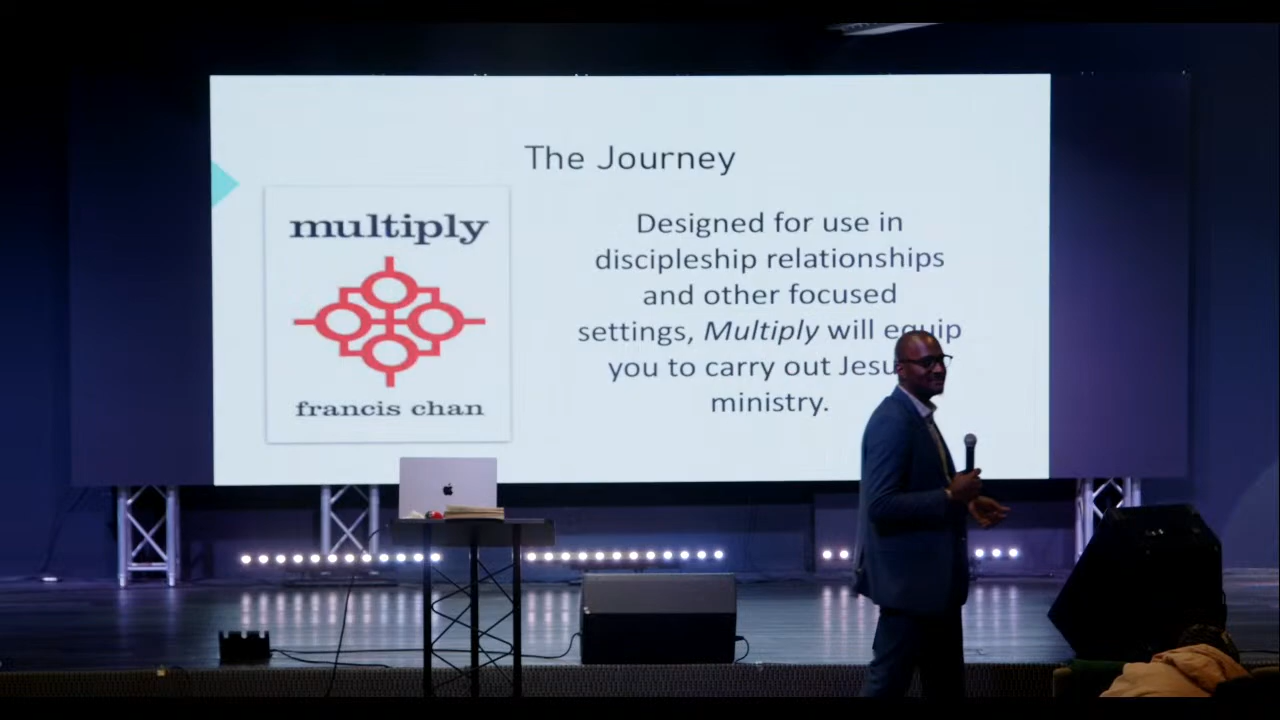 The Journey
multiply
francis chan
Designed for use in
discipleship relationships
and other focused
settings, Multiply will equip
you to carry out Jesu
ministry.